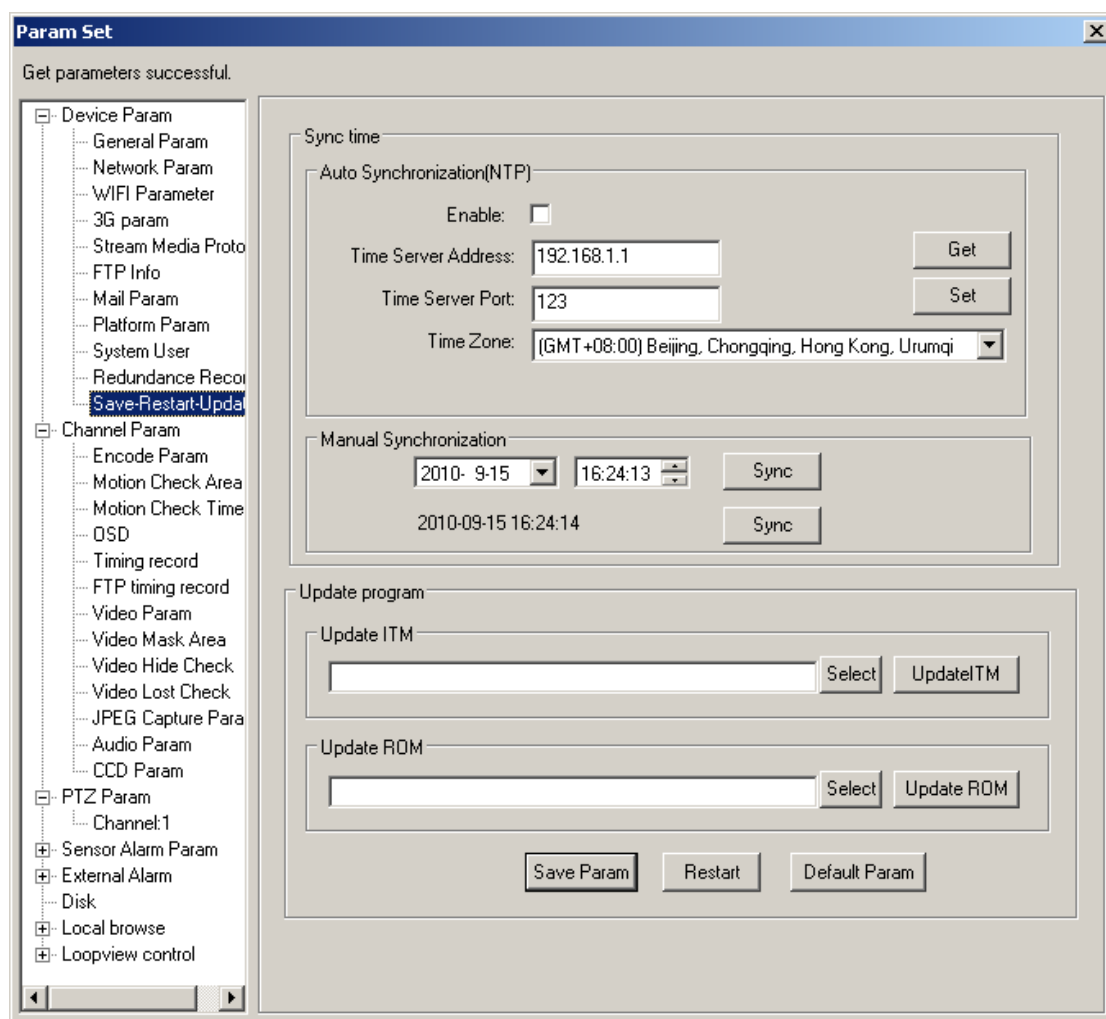 Param Set
Get parameters successful.
Device Param
General Param
Network Param
WIFI Parameter
3G param
Stream Media Proto
FTP Info
Mail Param
Platform Param
System User
Redundance Recor
Save-Restart-Updat
Channel Param
Encode Param
Motion Check Area
Motion Check Time
OSD
Timing record
FTP timing record
Video Param
Video Mask Area
Video Hide Check
Video Lost Check
JPEG Capture Para
Audio Param
CCD Param
PTZ Param
Channel:1
Sensor Alarm Param
External Alarm
Disk
Local browse
Loopview control
Sync time
Auto Synchronization(NTP)
Enable:
Time Server Address: 192.168.1.1 Get
Time Server Port: 123 Set
Time Zone: (GMT+08:00) Beijing, Chongqing, Hong Kong, Urumqi
Manual Synchronization
2010- 9-15 16:24:13 Sync
2010-09-15 16:24:14 Sync
Update program
Update ITM
Select UpdateITM
Update ROM
Select Update ROM
Save Param Restart Default Param